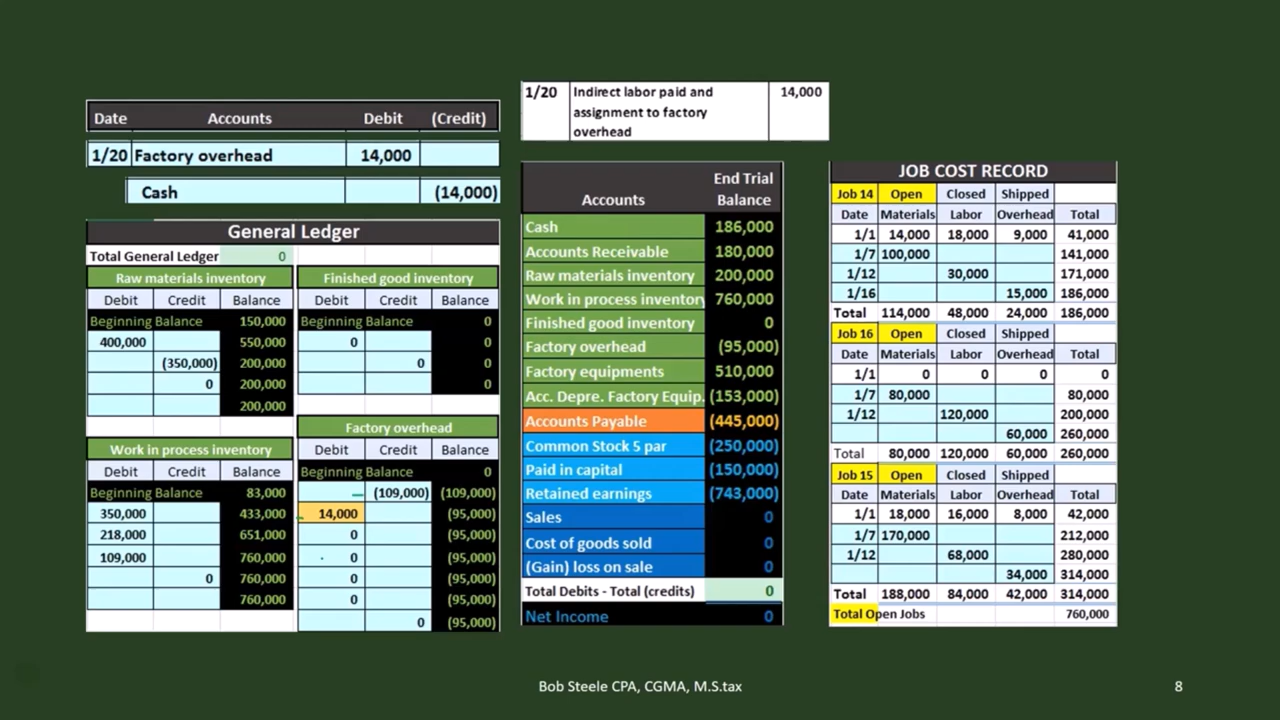 1/20 Indirect labor paid and 14,000
assignment to factory
overhead
Date Accounts Debit (Credit)
1/20 Factory overhead 14,000
Cash (14,000)
General Ledger
Total General Ledger 0
Raw materials inventory
Debit Credit Balance
Beginning Balance 150,000
400,000 550,000
(350,000) 200,000
0 200,000
200,000
Finished good inventory
Debit Credit Balance
Beginning Balance 0
0 0
0 0
0
Work in process inventory
Debit Credit Balance
Beginning Balance 83,000
350,000 433,000
218,000 651,000
109,000 760,000
0 760,000
760,000
Factory overhead
Debit Credit Balance
Beginning Balance 0
(109,000) (109,000)
14,000 (95,000)
0 (95,000)
0 (95,000)
0 (95,000)
0 (95,000)
0 (95,000)
End Trial
Accounts Balance
Cash 186,000
Accounts Receivable 180,000
Raw materials inventory 200,000
Work in process inventory 760,000
Finished good inventory 0
Factory overhead (95,000)
Factory equipments 510,000
Acc. Depre. Factory Equip. (153,000)
Accounts Payable (445,000)
Common Stock 5 par (250,000)
Paid in capital (150,000)
Retained earnings (743,000)
Sales 0
Cost of goods sold 0
(Gain) loss on sale 0
Total Debits - Total (credits) 0
Net Income 0
JOB COST RECORD
Job 14 Open Closed Shipped
Date Materials Labor Overhead Total
1/1 14,000 18,000 9,000 41,000
1/7 100,000 141,000
1/12 30,000 171,000
1/16 15,000 186,000
Total 114,000 48,000 24,000 186,000
Job 16 Open Closed Shipped
Date Materials Labor Overhead Total
1/1 0 0 0 0
1/7 80,000 80,000
1/12 120,000 200,000
60,000 260,000
Total 80,000 120,000 60,000 260,000
Job 15 Open Closed Shipped
Date Materials Labor Overhead Total
1/1 18,000 16,000 8,000 42,000
1/7 170,000 212,000
1/12 68,000 280,000
34,000 314,000
Total 188,000 84,000 42,000 314,000
Total Open Jobs 760,000
Bob Steele CPA, CGMA, M.S.tax 8